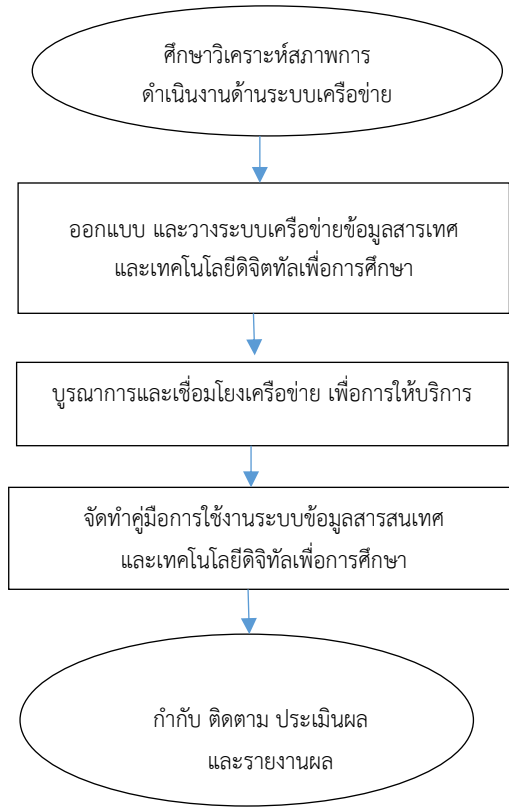 ศึกษาวิเคราะห์สภาพการ
ดำเนินงานด้านระบบเครือข่าย
ออกแบบ และวางระบบเครือข่ายข้อมูลสารเทศ
และเทคโนโลยีดิจิตทัลเพื่อการศึกษา
บูรณาการและเชื่อมโยงเครือข่าย เพื่อการให้บริการ
จัดทำคู่มือการใช้งานระบบข้อมูลสารสนเทศ
และเทคโนโลยีดิจิทัลเพื่อการศึกษา
กำกับ ติดตาม ประเมินผล
และรายงานผล